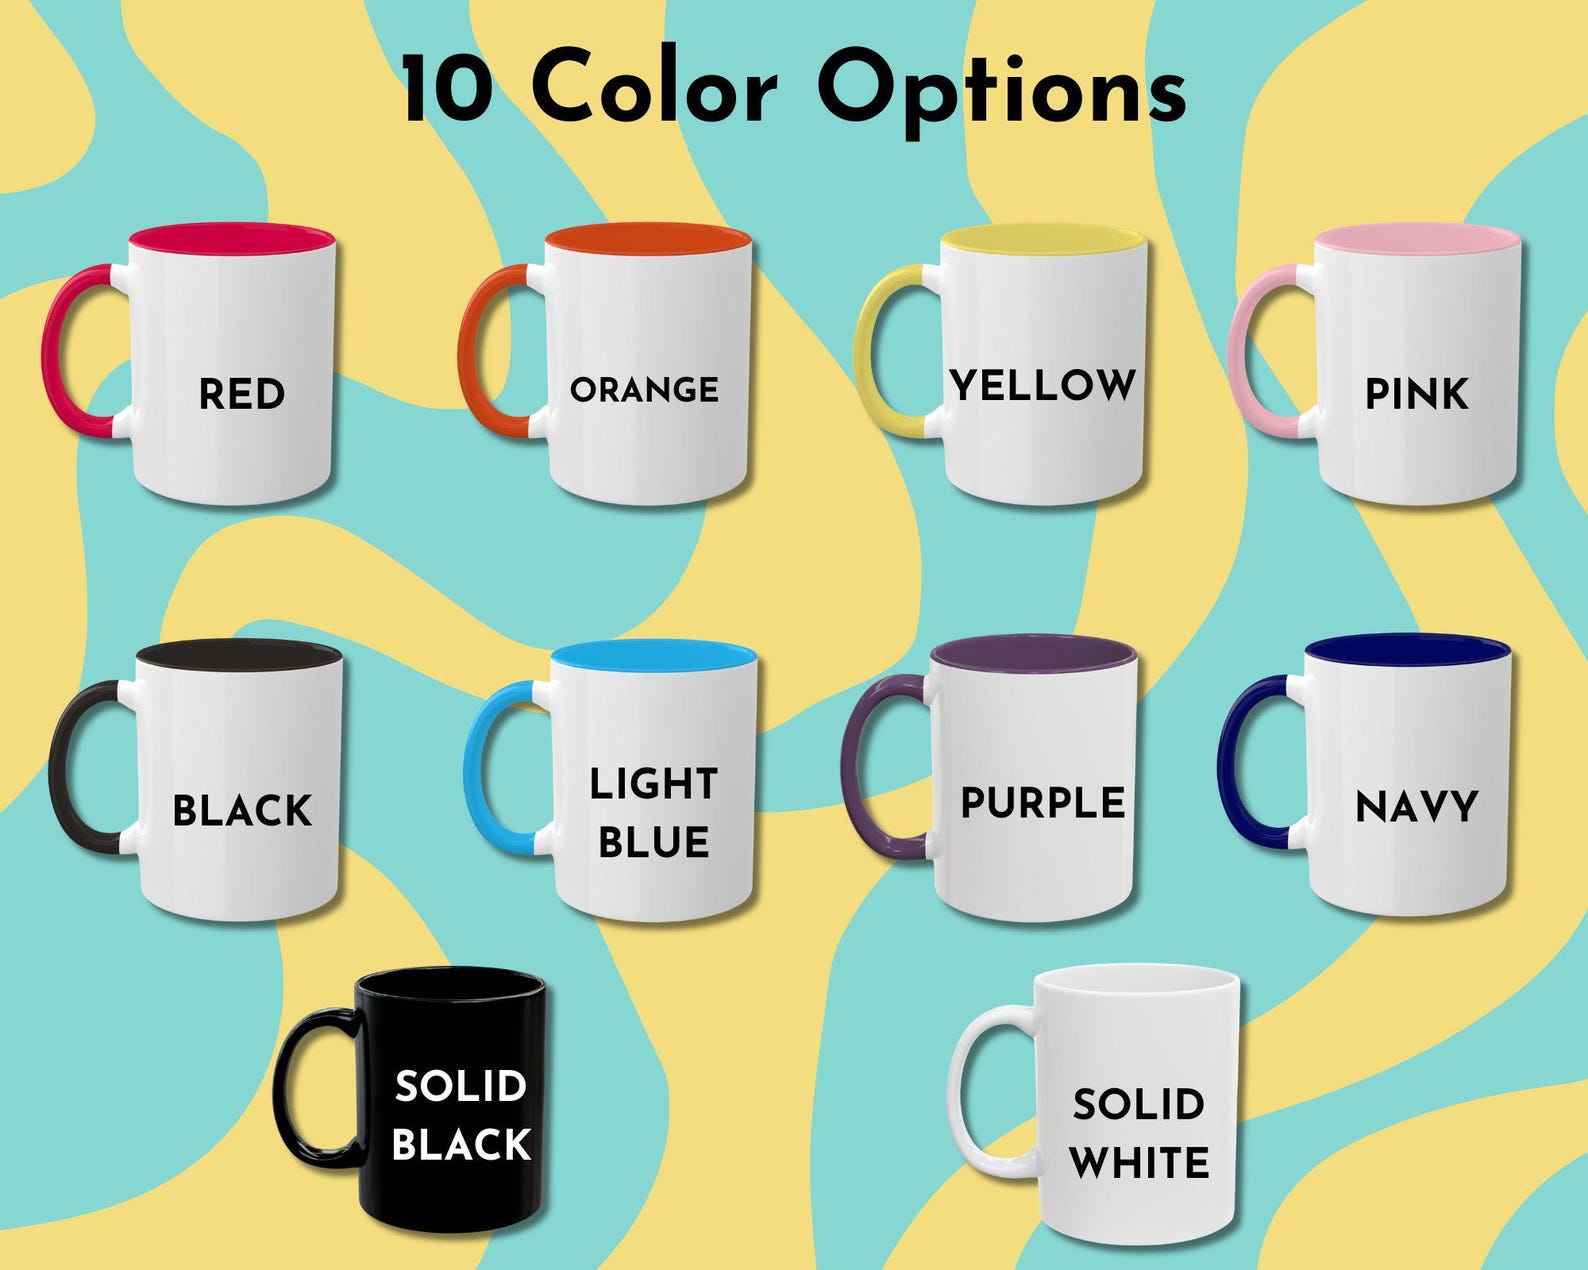 10 Color Options
RED
ORANGE
YELLOW
PINK
BLACK
LIGHT
BLUE
PURPLE
NAVY
SOLID
BLACK
SOLID
WHITE